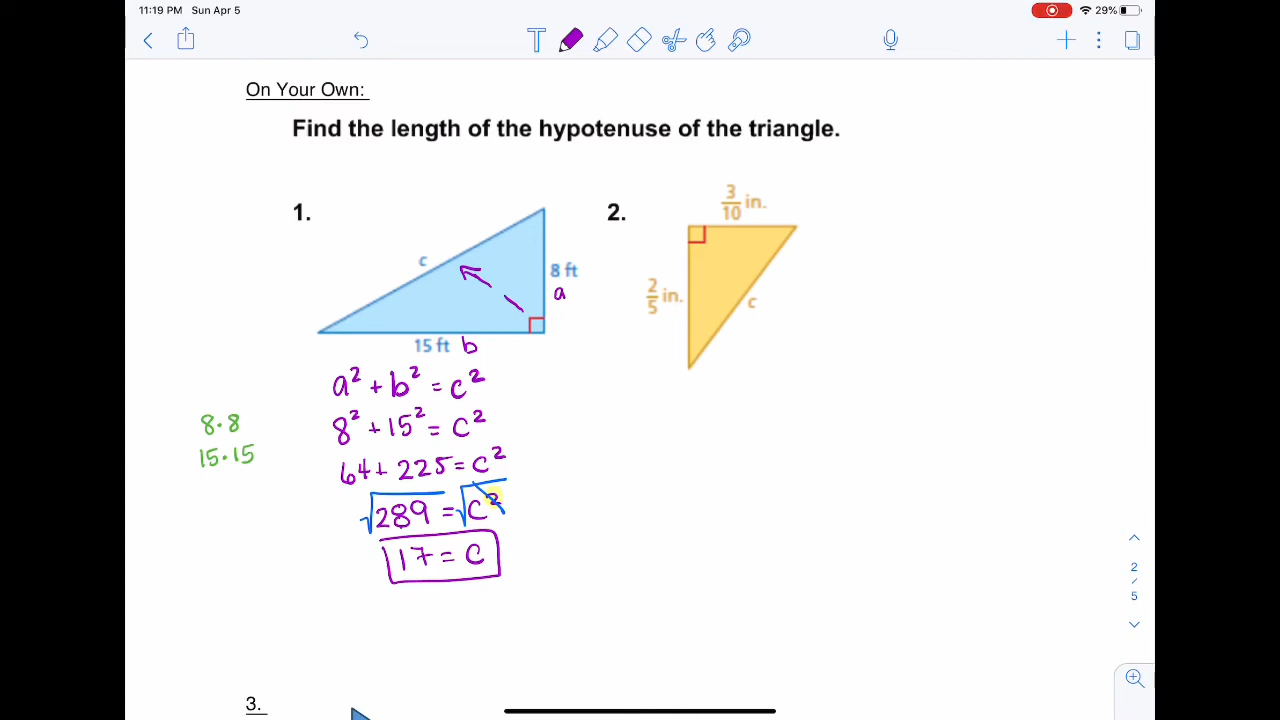 11:19 PM Sun Apr 5
29%
T
On Your Own:
Find the length of the hypotenuse of the triangle.
1.
c
8 ft
a
15 ft b
a² + b² = c²
8² + 15² = c²
64 + 225 = c²
√289 = √c²
17 = c
8·8
15·15
2.
3/10 in.
2/5 in.
c
2
/
5
3.